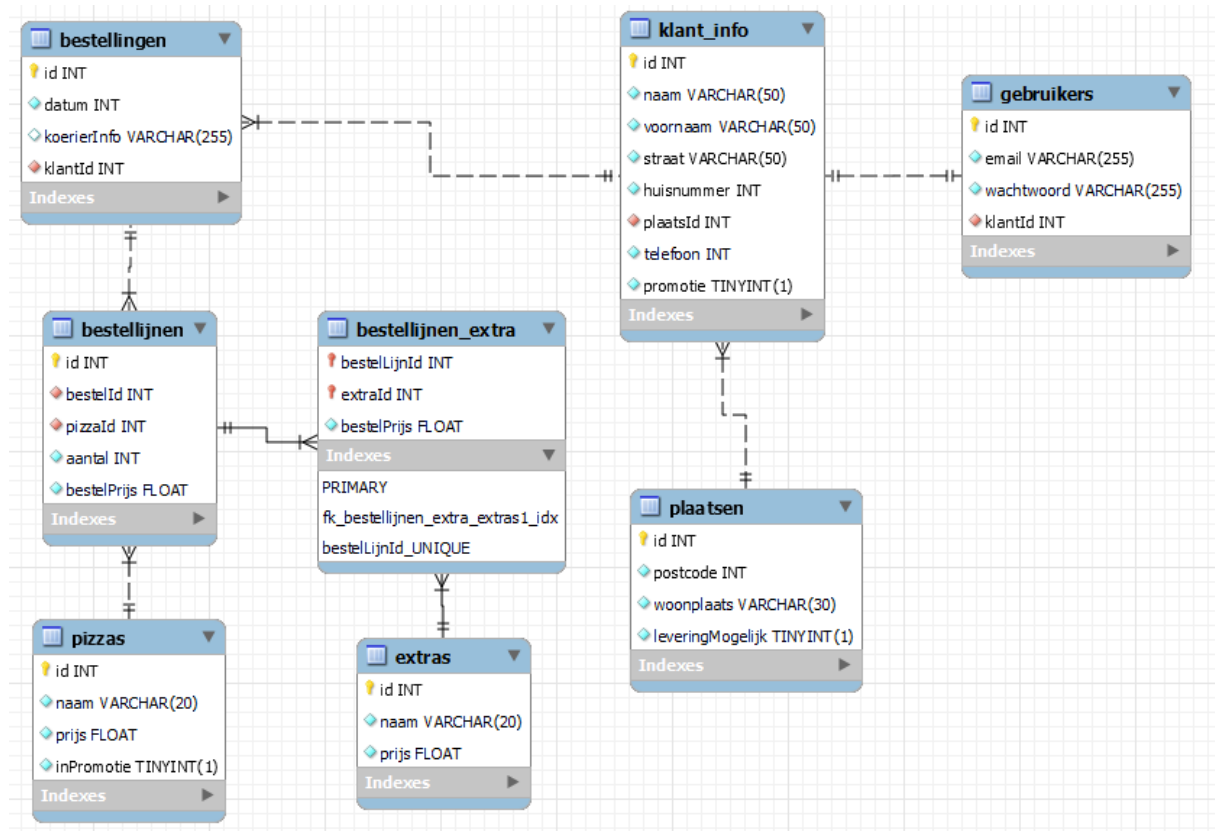 bestellingen
id INT
datum INT
koerierInfo VARCHAR(255)
klantId INT
Indexes
klant_info
id INT
naam VARCHAR(50)
voornaam VARCHAR(50)
straat VARCHAR(50)
huisnummer INT
plaatsId INT
telefoon INT
promotie TINYINT(1)
Indexes
gebruikers
id INT
email VARCHAR(255)
wachtwoord VARCHAR(255)
klantId INT
Indexes
bestellijnen
id INT
bestelId INT
pizzaId INT
aantal INT
bestelPrijs FLOAT
Indexes
bestellijnen_extra
bestelLijnId INT
extraId INT
bestelPrijs FLOAT
Indexes
PRIMARY
fk_bestellijnen_extra_extras1_idx
bestelLijnId_UNIQUE
plaatsen
id INT
postcode INT
woonplaats VARCHAR(30)
leveringMogelijk TINYINT(1)
Indexes
pizzas
id INT
naam VARCHAR(20)
prijs FLOAT
inPromotie TINYINT(1)
Indexes
extras
id INT
naam VARCHAR(20)
prijs FLOAT
Indexes